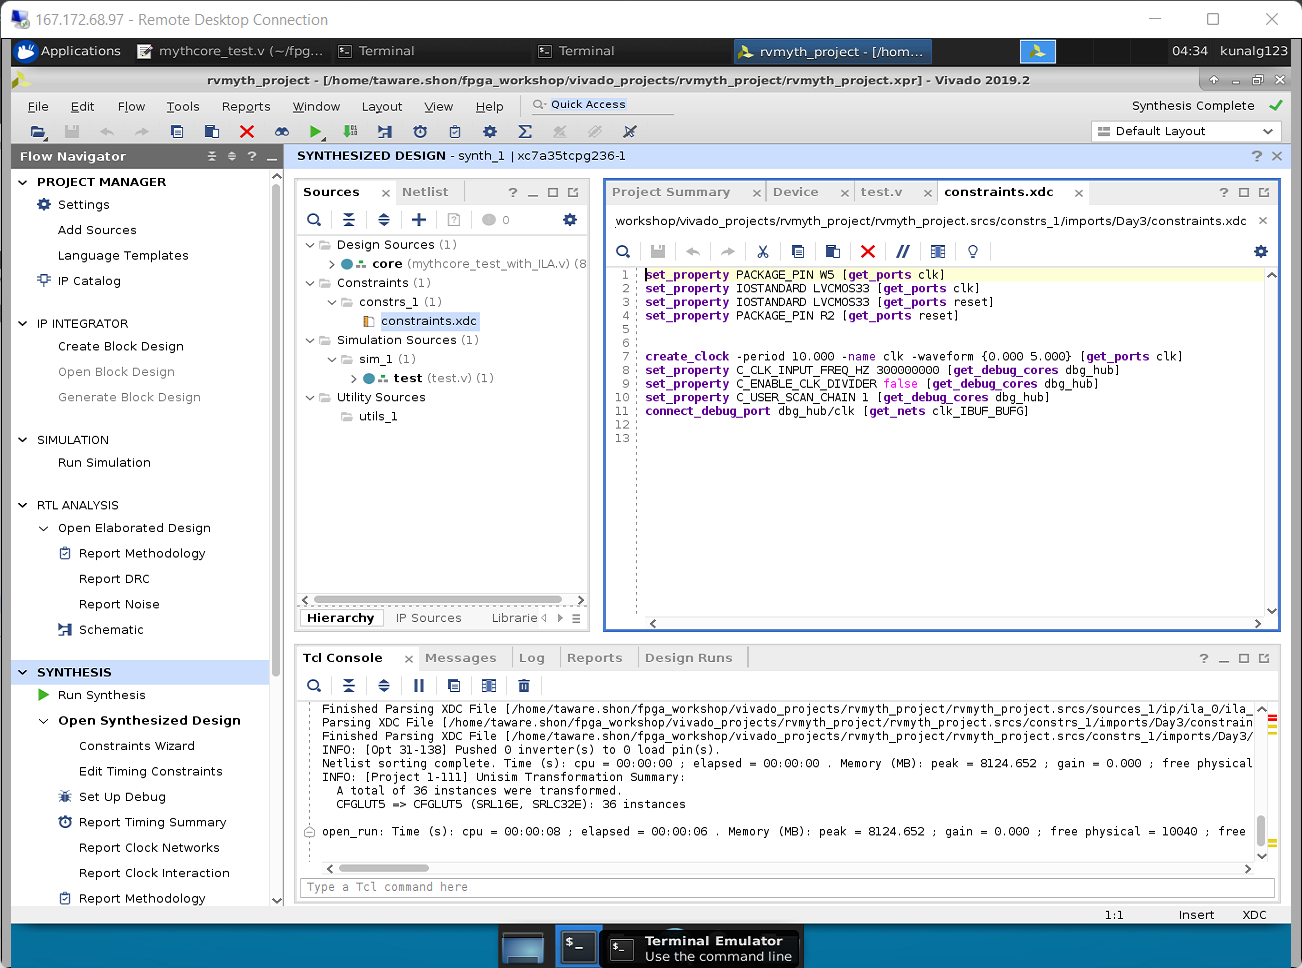 167.172.68.97 - Remote Desktop Connection
Applications
mythcore_test.v (~/fpg...
Terminal
Terminal
rvmyth_project - [/hom...
04:34 kunalg123
rvmyth_project - [/home/taware.shon/fpga_workshop/vivado_projects/rvmyth_project/rvmyth_project.xpr] - Vivado 2019.2
File Edit Flow Tools Reports Window Layout View Help
Quick Access
Synthesis Complete
Default Layout
Flow Navigator
SYNTHESIZED DESIGN - synth_1 | xc7a35tcpg236-1
PROJECT MANAGER
Settings
Add Sources
Language Templates
IP Catalog
IP INTEGRATOR
Create Block Design
Open Block Design
Generate Block Design
SIMULATION
Run Simulation
RTL ANALYSIS
Open Elaborated Design
Report Methodology
Report DRC
Report Noise
Schematic
SYNTHESIS
Run Synthesis
Open Synthesized Design
Constraints Wizard
Edit Timing Constraints
Set Up Debug
Report Timing Summary
Report Clock Networks
Report Clock Interaction
Report Methodology
Sources Netlist
0
Design Sources (1)
core (mythcore_test_with_ILA.v) (8
Constraints (1)
constrs_1 (1)
constraints.xdc
Simulation Sources (1)
sim_1 (1)
test (test.v) (1)
Utility Sources
utils_1
Hierarchy IP Sources Librarie
Project Summary Device test.v constraints.xdc
workshop/vivado_projects/rvmyth_project/rvmyth_project.srcs/constrs_1/imports/Day3/constraints.xdc
1 set_property PACKAGE_PIN W5 [get_ports clk]
2 set_property IOSTANDARD LVCMOS33 [get_ports clk]
3 set_property IOSTANDARD LVCMOS33 [get_ports reset]
4 set_property PACKAGE_PIN R2 [get_ports reset]
5
6
7 create_clock -period 10.000 -name clk -waveform {0.000 5.000} [get_ports clk]
8 set_property C_CLK_INPUT_FREQ_HZ 300000000 [get_debug_cores dbg_hub]
9 set_property C_ENABLE_CLK_DIVIDER false [get_debug_cores dbg_hub]
10 set_property C_USER_SCAN_CHAIN 1 [get_debug_cores dbg_hub]
11 connect_debug_port dbg_hub/clk [get_nets clk_IBUF_BUFG]
12
13
Tcl Console Messages Log Reports Design Runs
Finished Parsing XDC File [/home/taware.shon/fpga_workshop/vivado_projects/rvmyth_project/rvmyth_project.srcs/sources_1/ip/ila_0/ila_
Parsing XDC File [/home/taware.shon/fpga_workshop/vivado_projects/rvmyth_project/rvmyth_project.srcs/constrs_1/imports/Day3/constrain
Finished Parsing XDC File [/home/taware.shon/fpga_workshop/vivado_projects/rvmyth_project/rvmyth_project.srcs/constrs_1/imports/Day3/
INFO: [Opt 31-138] Pushed 0 inverter(s) to 0 load pin(s).
Netlist sorting complete. Time (s): cpu = 00:00:00 ; elapsed = 00:00:00 . Memory (MB): peak = 8124.652 ; gain = 0.000 ; free physical
INFO: [Project 1-111] Unisim Transformation Summary:
A total of 36 instances were transformed.
CFGLUT5 => CFGLUT5 (SRL16E, SRLC32E): 36 instances
open_run: Time (s): cpu = 00:00:08 ; elapsed = 00:00:06 . Memory (MB): peak = 8124.652 ; gain = 0.000 ; free physical = 10040 ; free
Type a Tcl command here
1:1 Insert XDC
Terminal Emulator
Use the command line